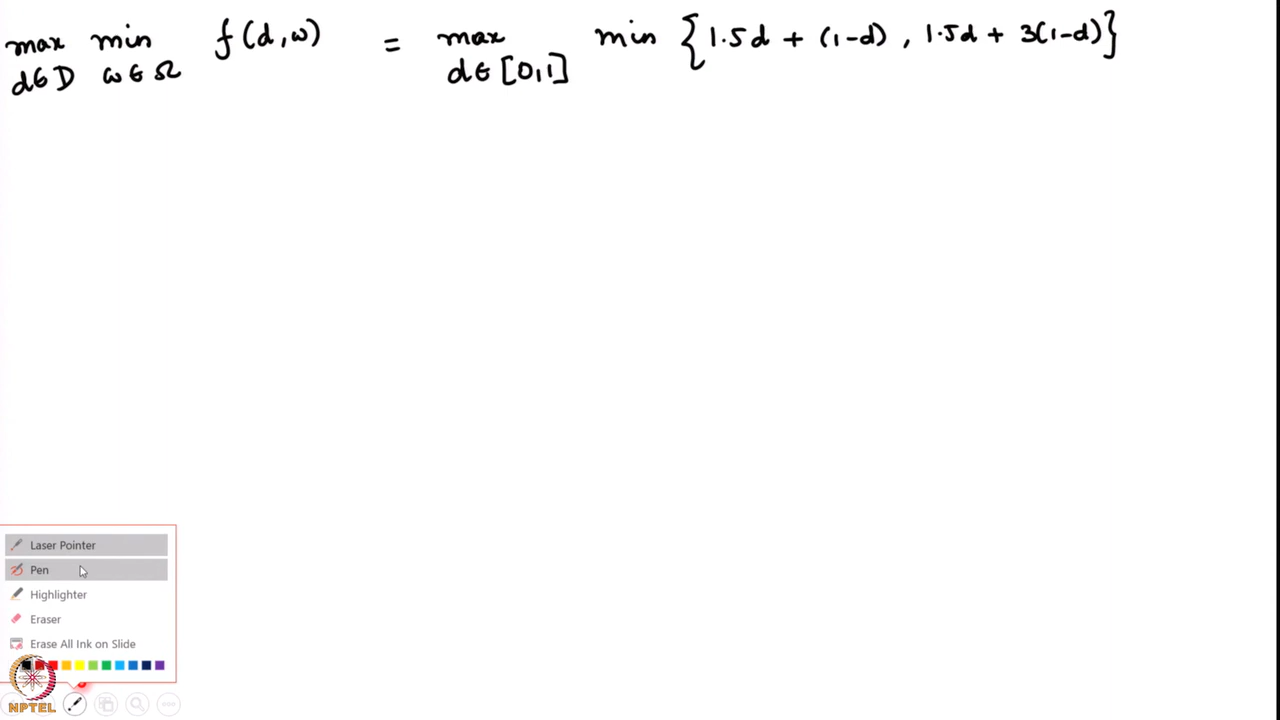 max min f(d,ω) = max min {1.5d + (1-d), 1.5d + 3(1-d)}
d∈D ω∈Ω d∈[0,1]
Laser Pointer
Pen
Highlighter
Eraser
Erase All Ink on Slide
NPTEL